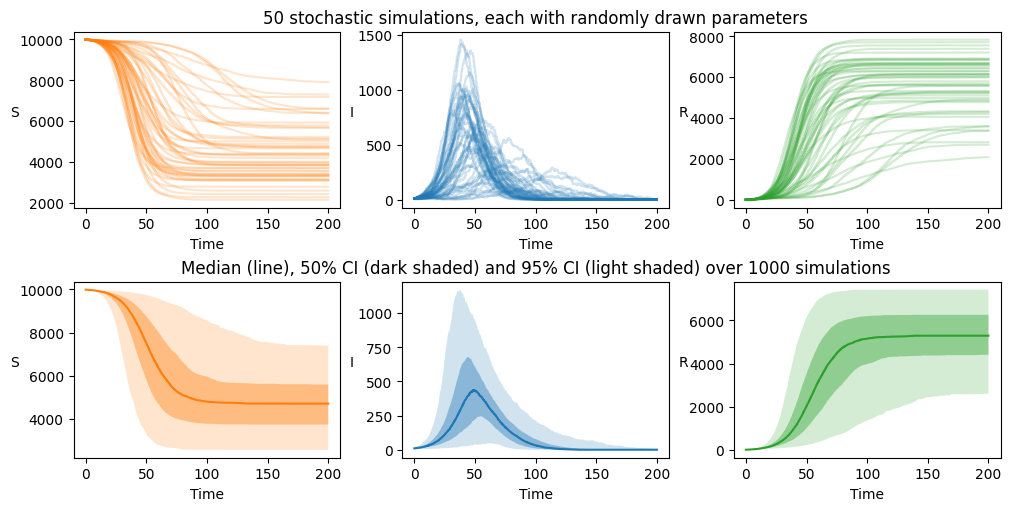 50 stochastic simulations, each with randomly drawn parameters
10000
8000
6000
4000
2000
S
0 50 100 150 200
Time
1500
1000
500
0
I
0 50 100 150 200
Time
8000
6000
4000
2000
0
R
0 50 100 150 200
Time
Median (line), 50% CI (dark shaded) and 95% CI (light shaded) over 1000 simulations
10000
8000
6000
4000
S
0 50 100 150 200
Time
1000
750
500
250
0
I
0 50 100 150 200
Time
6000
4000
2000
0
R
0 50 100 150 200
Time